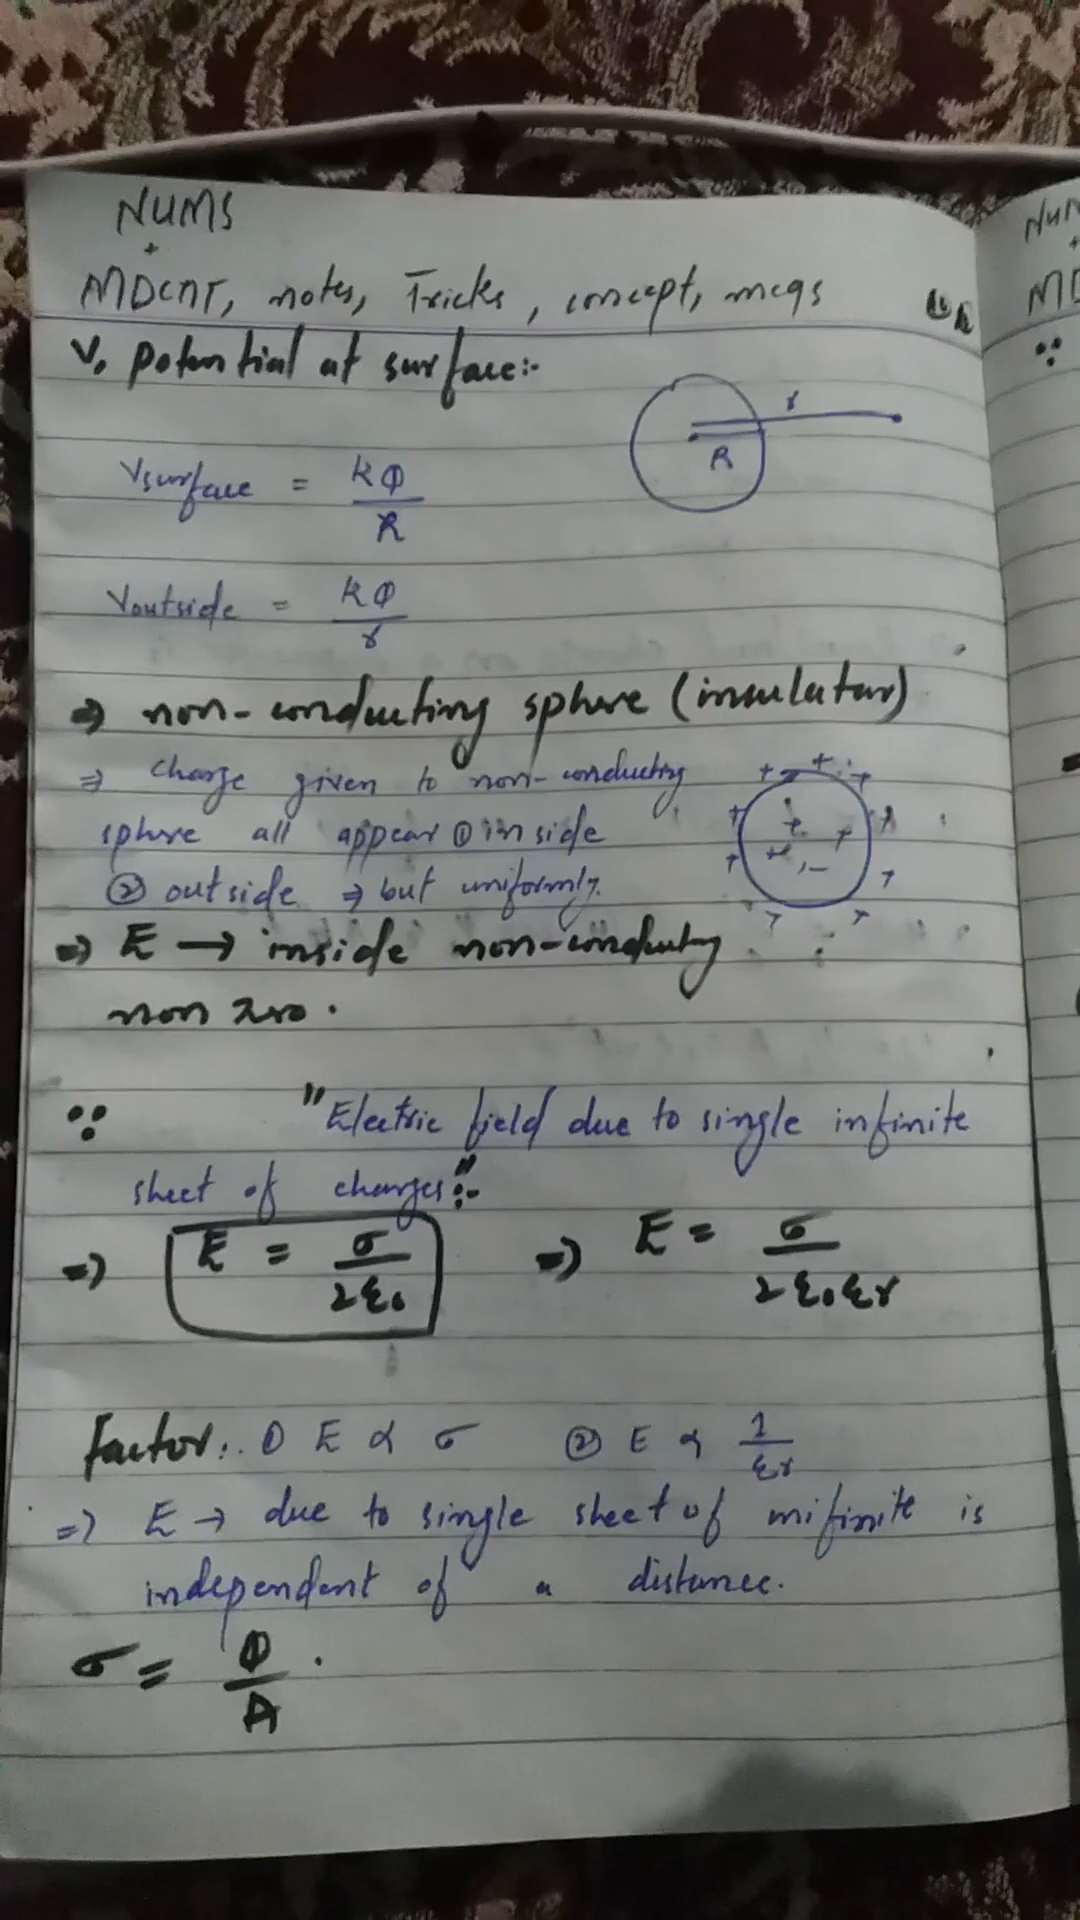 NUMS
+
MDCAT, notes, Tricks, concept, mcqs
V. potential at surface:-
r
R
Vsurface = kQ/R
Voutside = kQ/r
⇒ non-conducting sphere (insulator)
⇒ charge given to non-conducting
sphere all appear ① inside
② outside ⇒ but uniformly.
⇒ E → inside non-conducting
non zero.
"Electric field due to single infinite
sheet of charges:-"
⇒ E = σ/2ε₀ ⇒ E = σ/2ε₀εr
Factor:. ① E ∝ σ ② E ∝ 1/εr
⇒ E → due to single sheet of infinite is
independent of a distance.
σ = Q/A .
NUM
+
MD